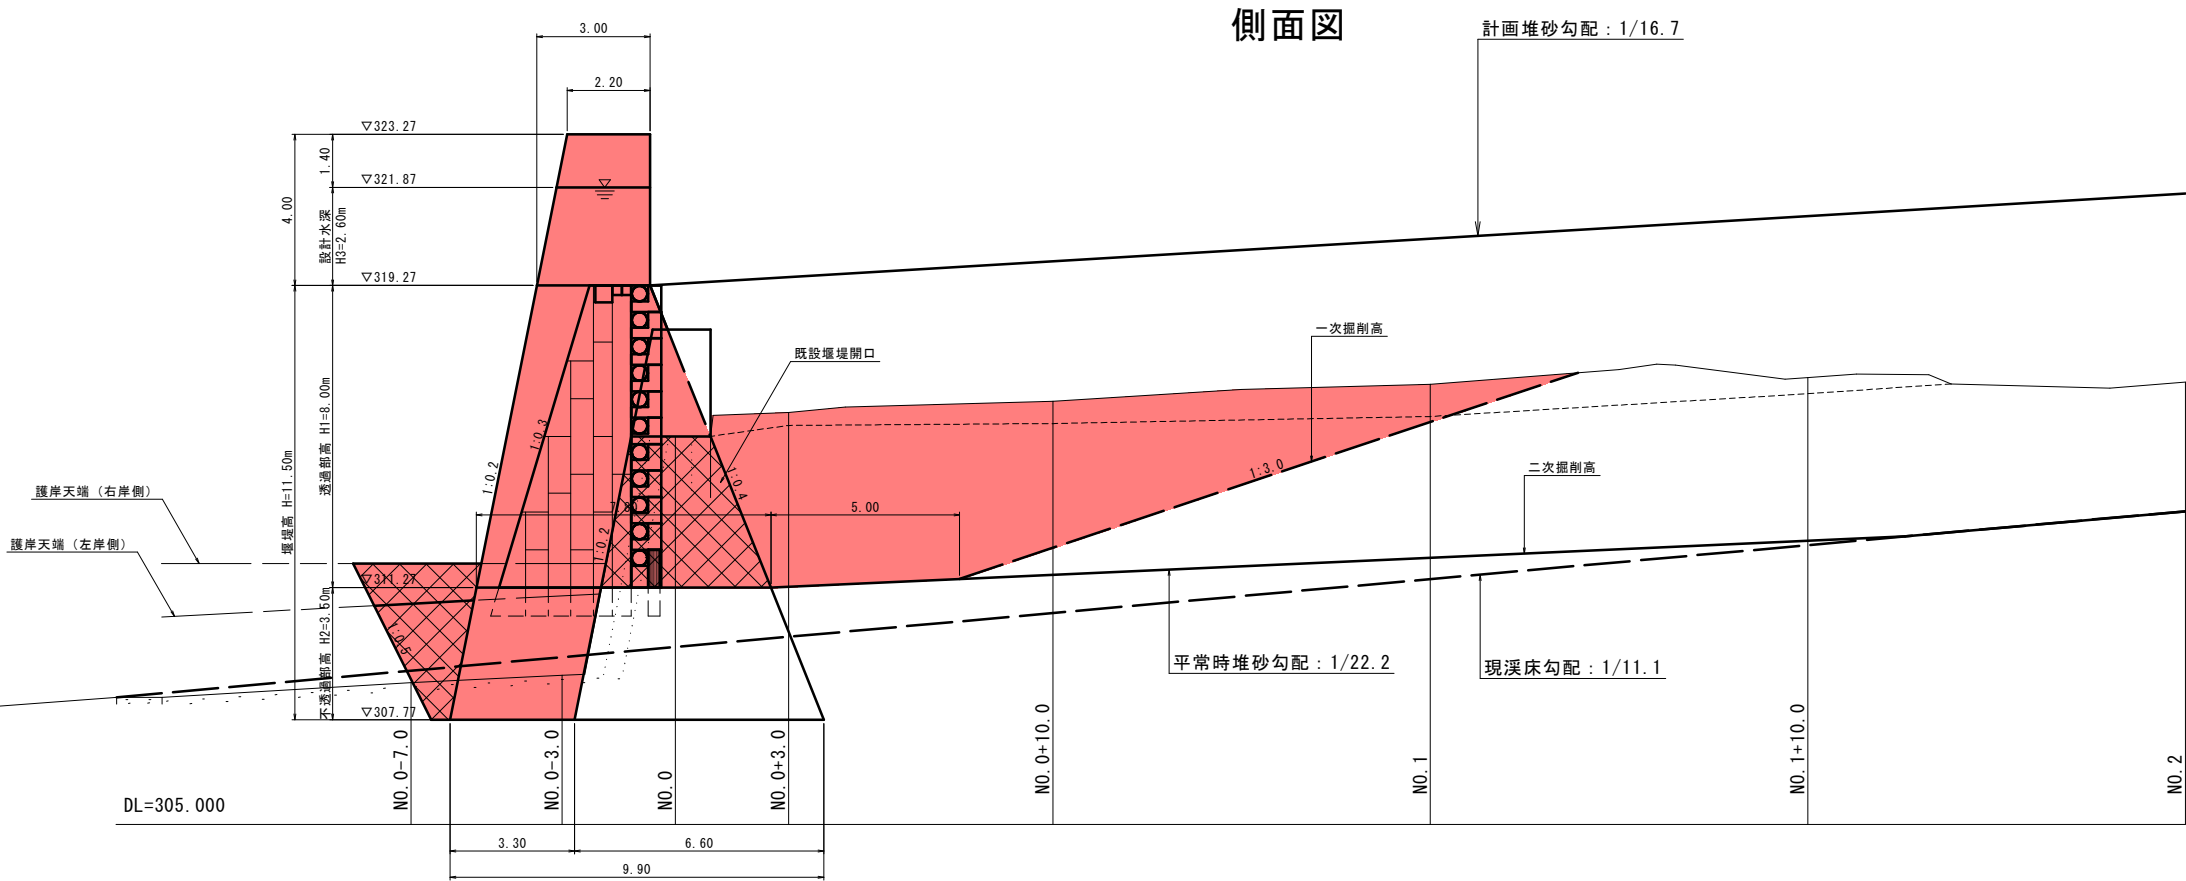 側面図
計画堆砂勾配：1/16.7
3.00
2.20
▽323.27
1.40
▽321.87
4.00
設計水深
H3=2.60m
▽319.27
一次掘削高
既設堰堤開口
1:0.3
透過部高 H1=8.00m
堰堤高 H=11.50m
1:0.2
1:0.4
1:3.0
二次掘削高
護岸天端（右岸側）
7.80
5.00
護岸天端（左岸側）
1:0.2
▽311.27
1:0.5
不透過部高 H2=3.50m
平常時堆砂勾配：1/22.2
現渓床勾配：1/11.1
▽307.77
NO.0-7.0
NO.0-3.0
NO.0
NO.0+3.0
NO.0+10.0
NO.1
NO.1+10.0
NO.2
DL=305.000
3.30
6.60
9.90